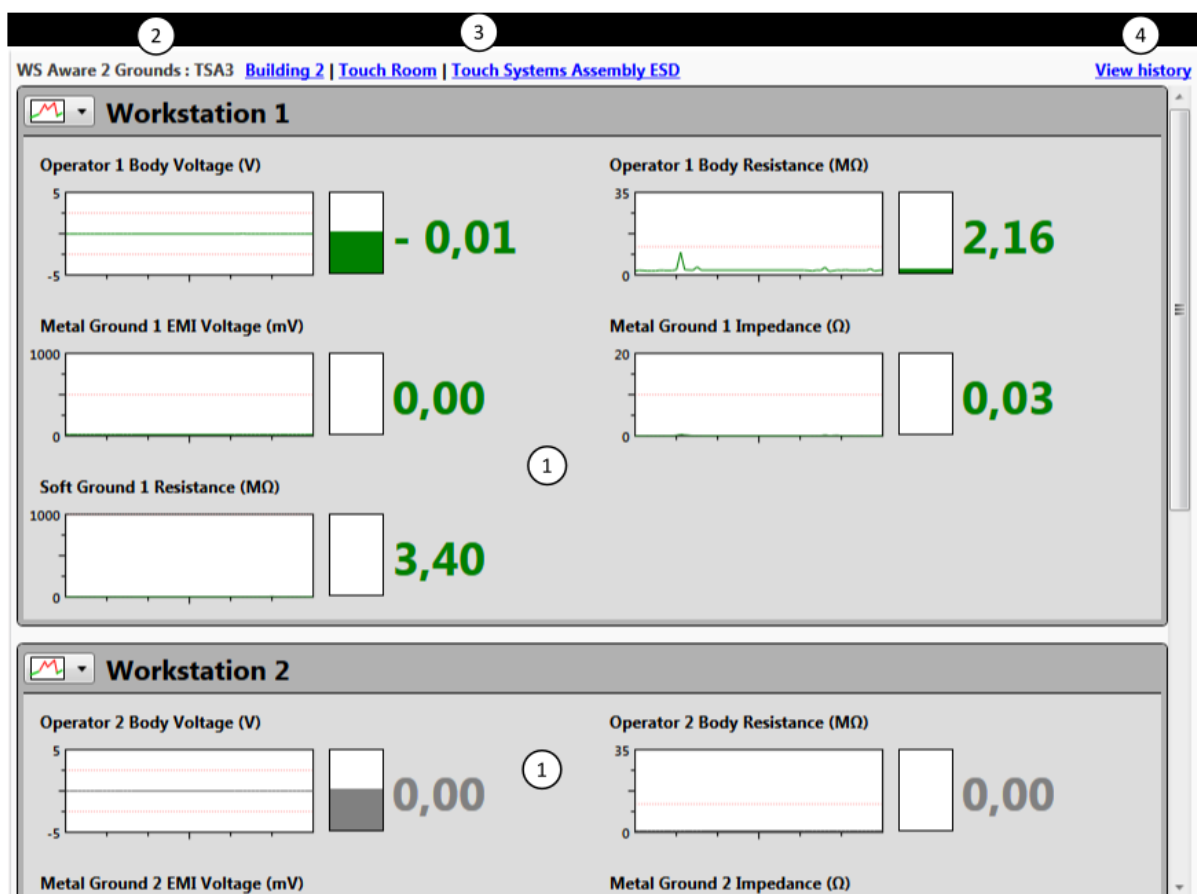 2 3 4
WS Aware 2 Grounds : TSA3 Building 2 | Touch Room | Touch Systems Assembly ESD View history
Workstation 1
Operator 1 Body Voltage (V) Operator 1 Body Resistance (MΩ)
5 35
- 0,01 2,16
-5 0
Metal Ground 1 EMI Voltage (mV) Metal Ground 1 Impedance (Ω)
1000 20
0,00 0,03
0 0
1
Soft Ground 1 Resistance (MΩ)
1000
3,40
0
Workstation 2
Operator 2 Body Voltage (V) Operator 2 Body Resistance (MΩ)
5 35
1
0,00 0,00
-5 0
Metal Ground 2 EMI Voltage (mV) Metal Ground 2 Impedance (Ω)